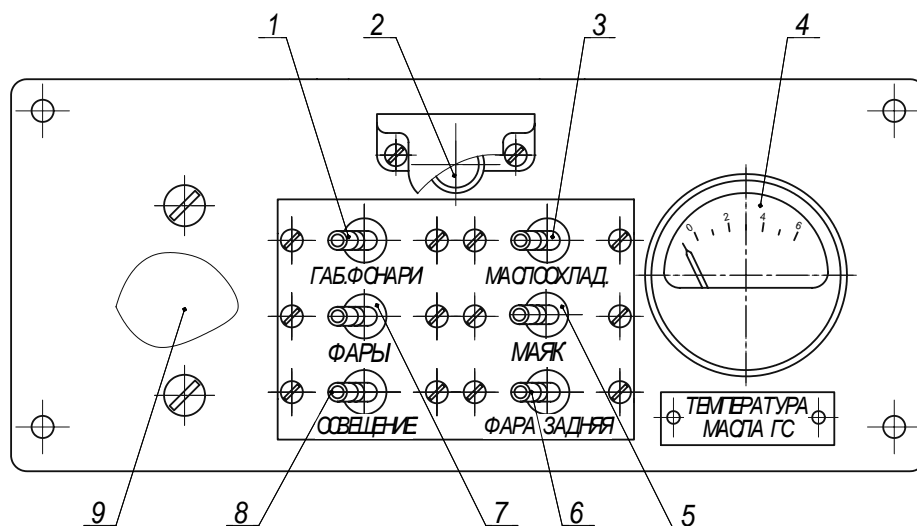 1 2 3 4
0 2 4 6
ГАБ.ФОНАРИ МАСЛООХЛАД.
ФАРЫ МАЯК
ОСВЕЩЕНИЕ ФАРА ЗАДНЯЯ
ТЕМПЕРАТУРА
МАСЛА ГС
9 8 7 6 5